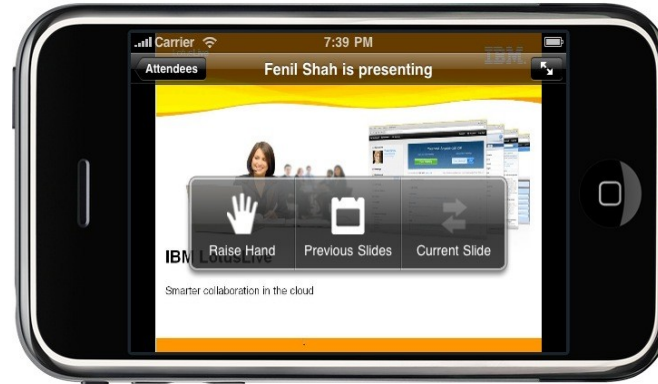 Carrier 7:39 PM
IBM
Attendees Fenil Shah is presenting
Raise Hand Previous Slides Current Slide
IBM LotusLive
Smarter collaboration in the cloud